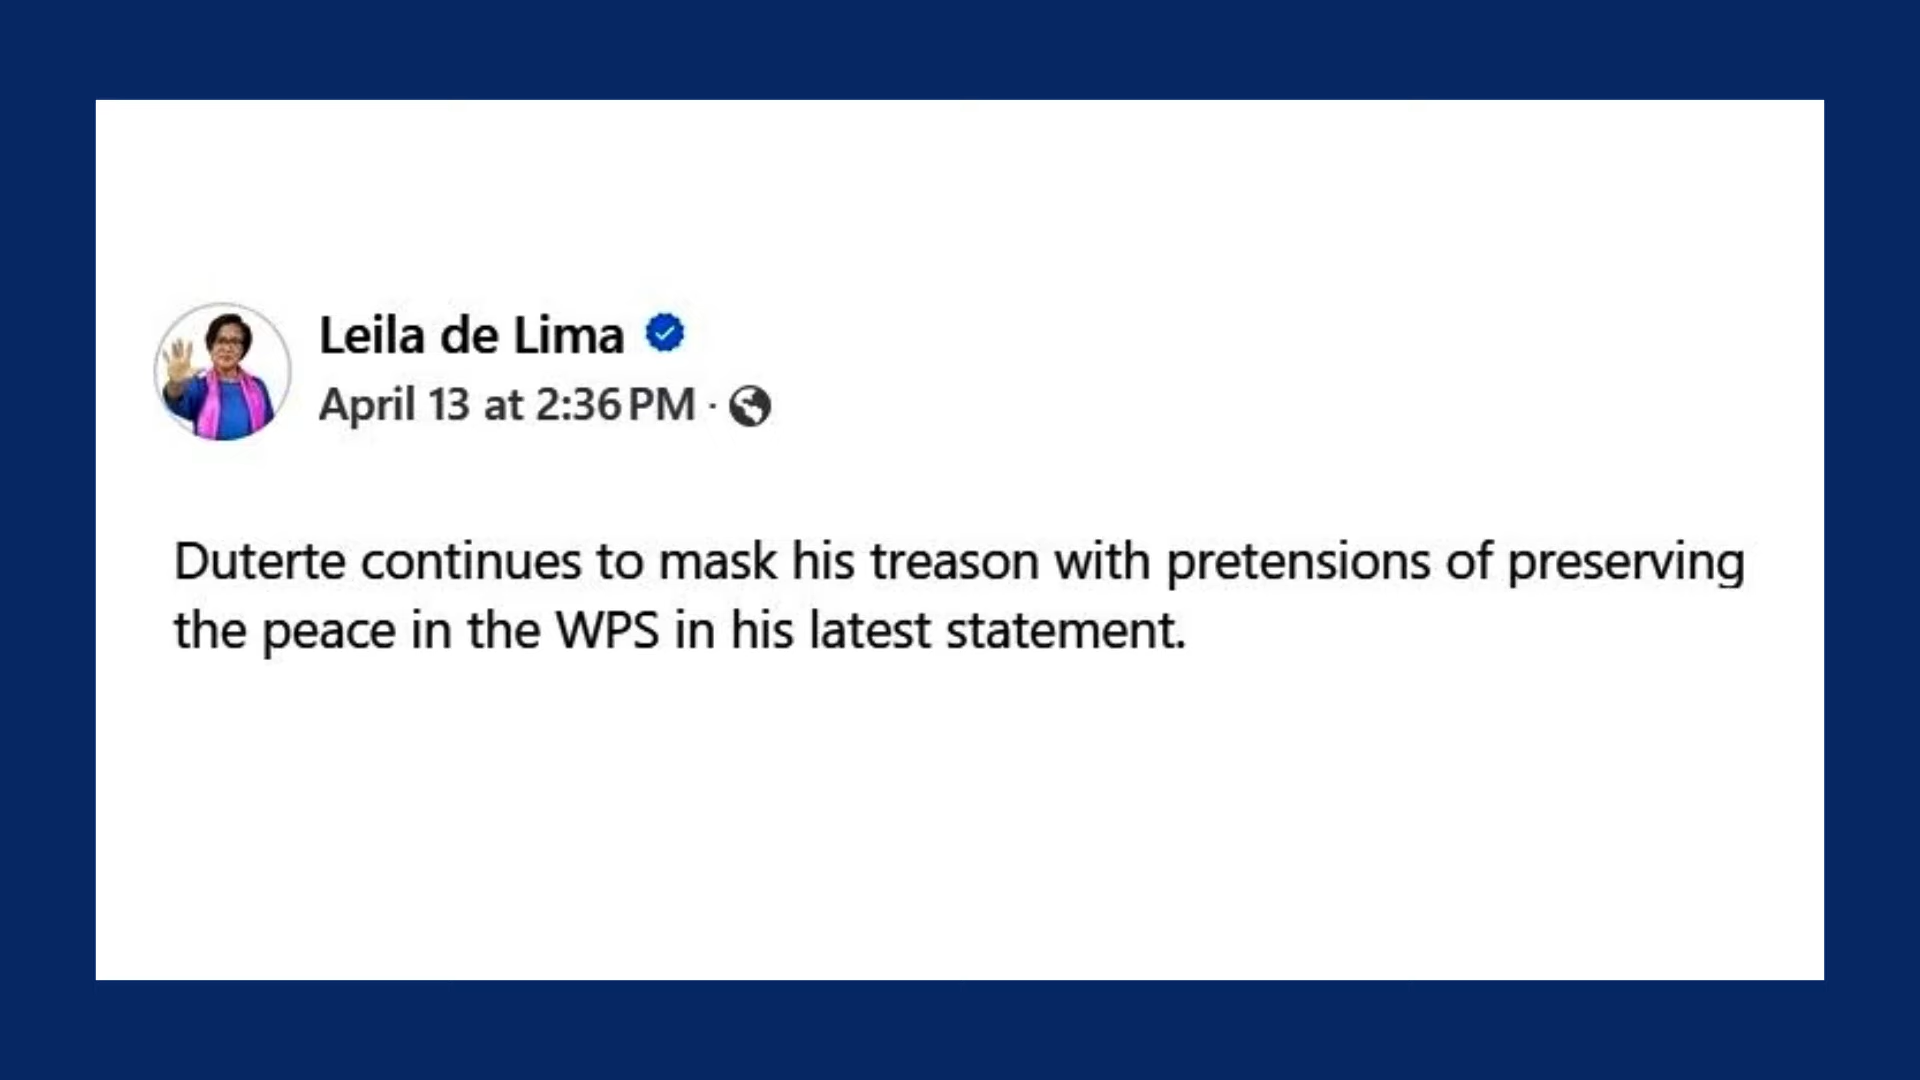 Leila de Lima
April 13 at 2:36 PM ·
Duterte continues to mask his treason with pretensions of preserving
the peace in the WPS in his latest statement.